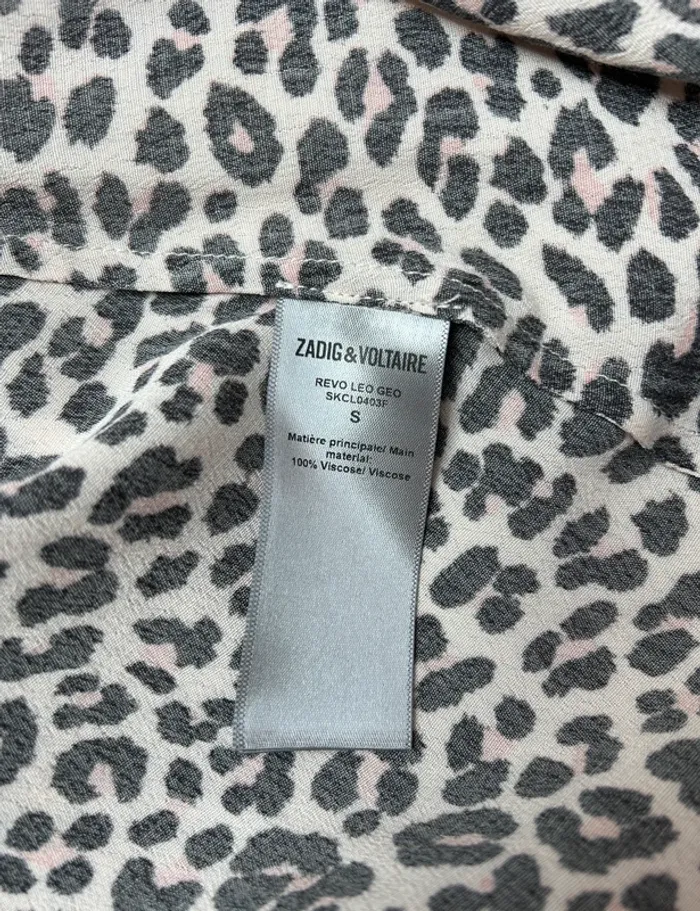 ZADIG & VOLTAIRE
REVO LEO GEO
SKCL0403F
S
Matière principale/ Main
material:
100% Viscose/ Viscose